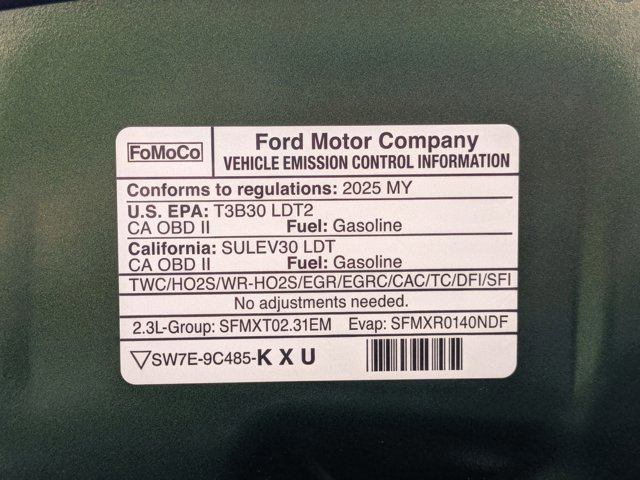 FoMoCo
Ford Motor Company
VEHICLE EMISSION CONTROL INFORMATION
Conforms to regulations: 2025 MY
U.S. EPA: T3B30 LDT2
CA OBD II Fuel: Gasoline
California: SULEV30 LDT
CA OBD II Fuel: Gasoline
TWC/HO2S/WR-HO2S/EGR/EGRC/CAC/TC/DFI/SFI
No adjustments needed.
2.3L-Group: SFMXT02.31EM Evap: SFMXR0140NDF
SW7E-9C485-K X U